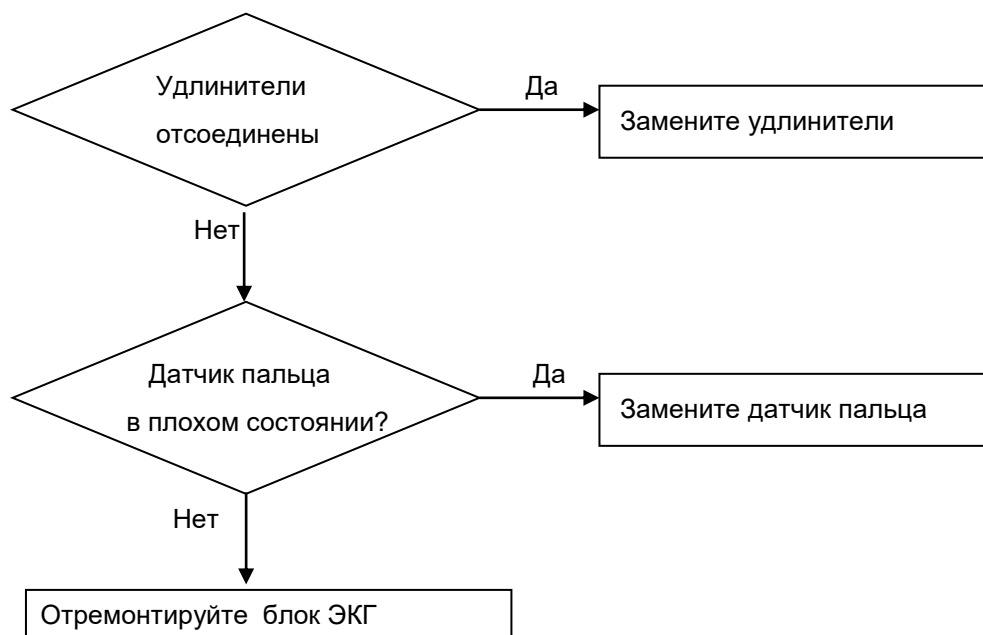 Удлинители
отсоединены
Да
Замените удлинители
Нет
Датчик пальца
в плохом состоянии?
Да
Замените датчик пальца
Нет
Отремонтируйте блок ЭКГ